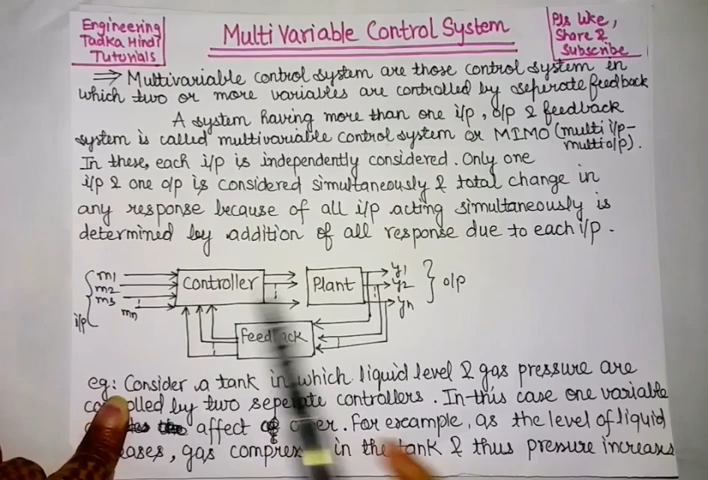 Engineering
Tadka Hindi
Tutorials
Multi Variable Control System
Pls like,
Share &
Subscribe
⇒ Multivariable control system are those control system in
which two or more variables are controlled by seperate feedback
A system having more than one i/p, o/p & feedback
system is called multivariable control system or MIMO (multi i/p-
multi o/p).
In these, each i/p is independently considered. Only one
i/p & one o/p is considered simultaneously & total change in
any response because of all i/p acting simultaneously is
determined by addition of all response due to each i/p.
i/p
m1
m2
m3
mn
Controller
Plant
y1
y2
yn
o/p
Feedback
eg: Consider a tank in which liquid level & gas pressure are
by two seperate controllers. In this case one variable
affect other. For example, as the level of liquid
gas in the tank & thus pressure increases